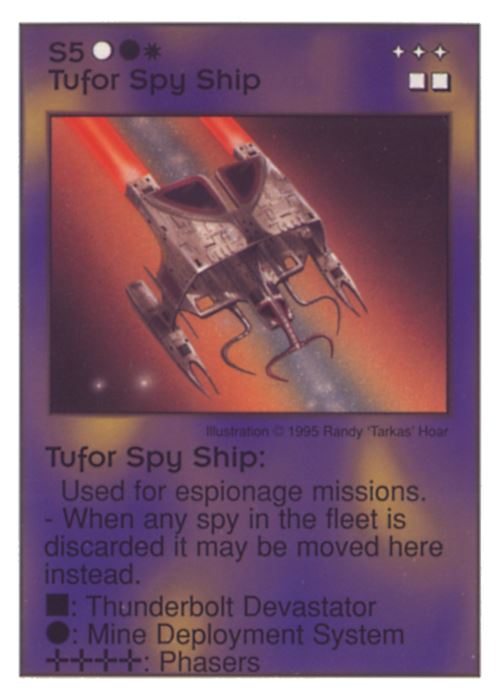 S5
Tufor Spy Ship
Illustration © 1995 Randy 'Tarkas' Hoar
Tufor Spy Ship:
Used for espionage missions.
- When any spy in the fleet is
discarded it may be moved here
instead.
■: Thunderbolt Devastator
●: Mine Deployment System
✢✢✢✢: Phasers